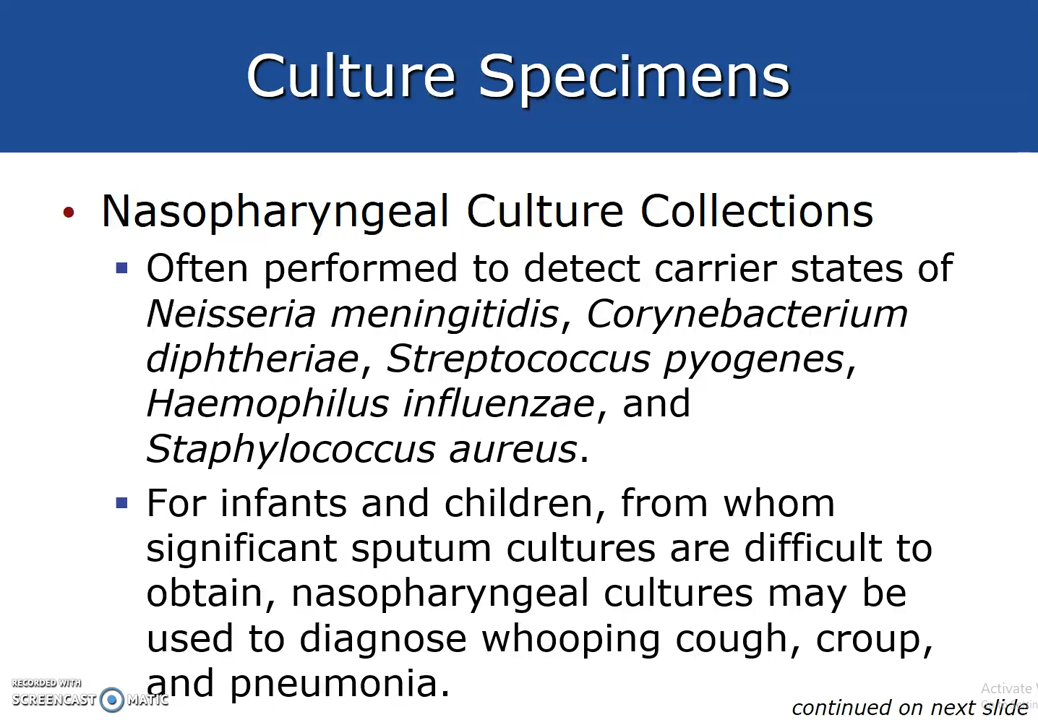 Culture Specimens
• Nasopharyngeal Culture Collections
▪ Often performed to detect carrier states of
Neisseria meningitidis, Corynebacterium
diphtheriae, Streptococcus pyogenes,
Haemophilus influenzae, and
Staphylococcus aureus.
▪ For infants and children, from whom
significant sputum cultures are difficult to
obtain, nasopharyngeal cultures may be
used to diagnose whooping cough, croup,
and pneumonia.
RECORDED WITH
SCREENCAST MATIC
Activate
continued on next slide